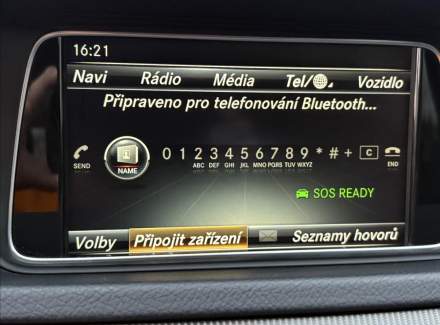 16:21
Navi Rádio Média Tel/ Vozidlo
Připraveno pro telefonování Bluetooth...
0 1 2 3 4 5 6 7 8 9 * # + C
SEND NAME ABC DEF GHI JKL MNO PQRS TUV WXYZ END
SOS READY
Volby Připojit zařízení Seznamy hovorů